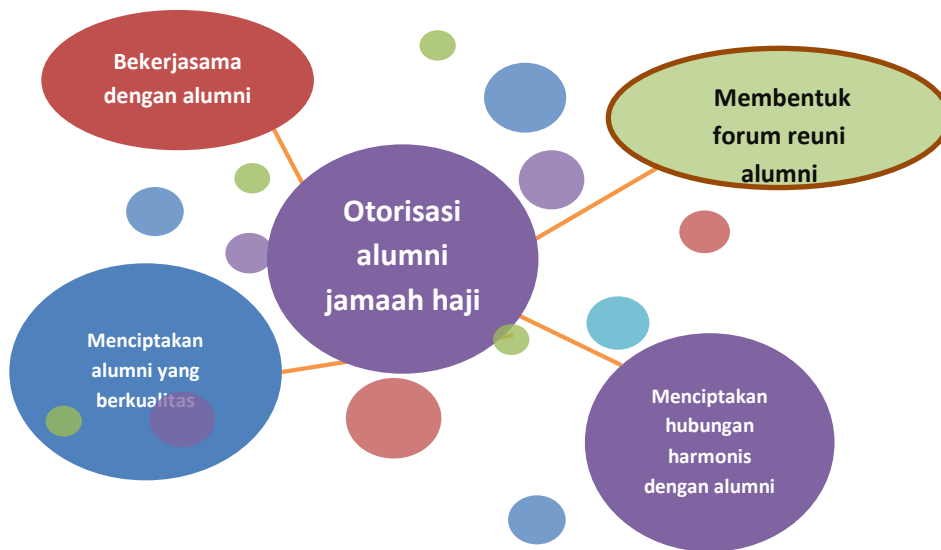 Bekerjasama
dengan alumni
Membentuk
forum reuni
alumni
Otorisasi
alumni
jamaah haji
Menciptakan
alumni yang
berkualitas
Menciptakan
hubungan
harmonis
dengan alumni